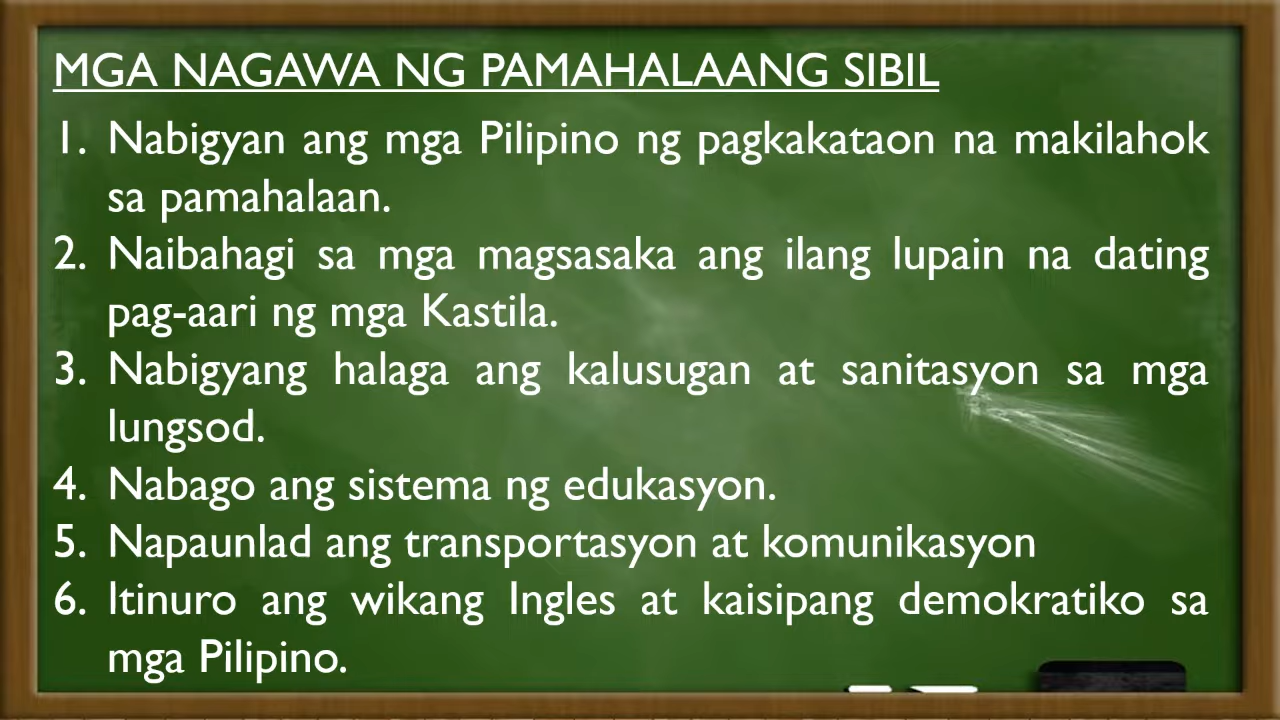 MGA NAGAWA NG PAMAHALAANG SIBIL
1. Nabigyan ang mga Pilipino ng pagkakataon na makilahok
sa pamahalaan.
2. Naibahagi sa mga magsasaka ang ilang lupain na dating
pag-aari ng mga Kastila.
3. Nabigyang halaga ang kalusugan at sanitasyon sa mga
lungsod.
4. Nabago ang sistema ng edukasyon.
5. Napaunlad ang transportasyon at komunikasyon
6. Itinuro ang wikang Ingles at kaisipang demokratiko sa
mga Pilipino.